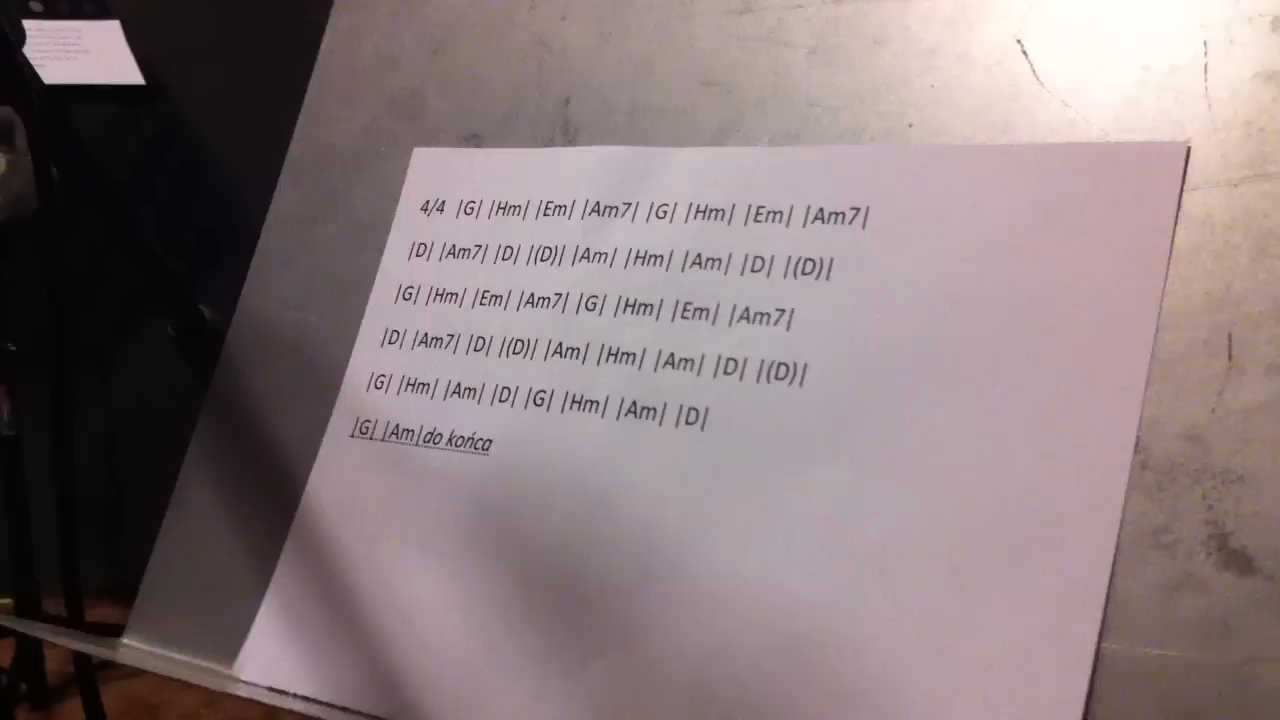 4/4 |G| |Hm| |Em| |Am7| |G| |Hm| |Em| |Am7|
|D| |Am7| |D| |(D)| |Am| |Hm| |Am| |D| |(D)|
|G| |Hm| |Em| |Am7| |G| |Hm| |Em| |Am7|
|D| |Am7| |D| |(D)| |Am| |Hm| |Am| |D| |(D)|
|G| |Hm| |Am| |D| |G| |Hm| |Am| |D|
|G| |Am|do końca